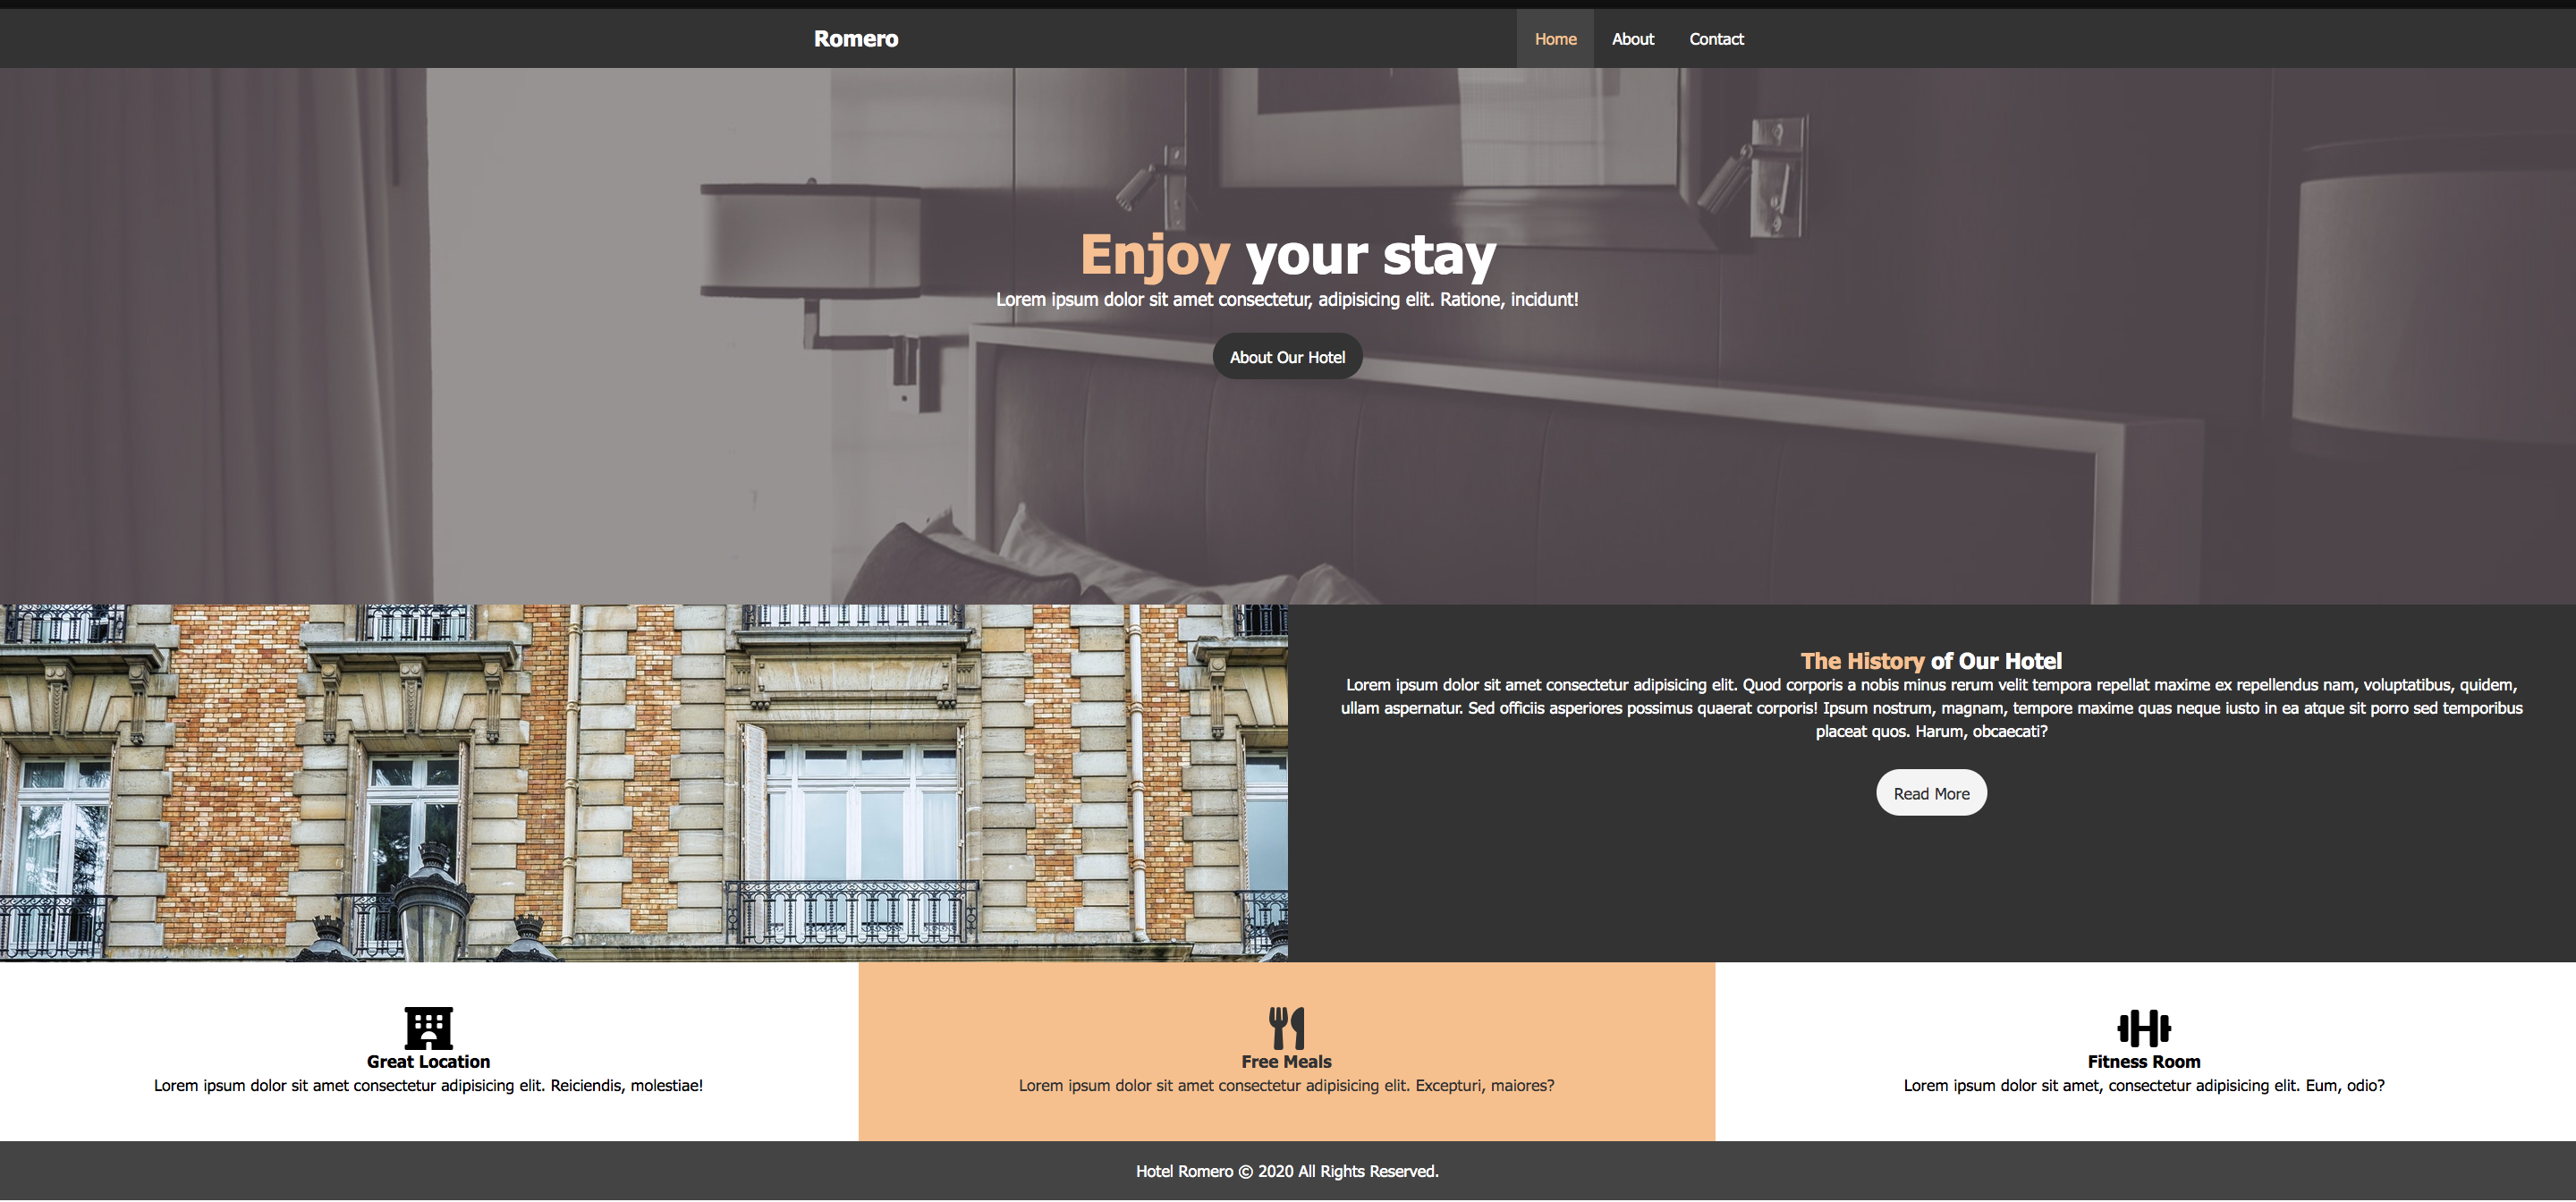 Romero
Home About Contact
Enjoy your stay
Lorem ipsum dolor sit amet consectetur, adipisicing elit. Ratione, incidunt!
About Our Hotel
The History of Our Hotel
Lorem ipsum dolor sit amet consectetur adipisicing elit. Quod corporis a nobis minus rerum velit tempora repellat maxime ex repellendus nam, voluptatibus, quidem,
ullam aspernatur. Sed officiis asperiores possimus quaerat corporis! Ipsum nostrum, magnam, tempore maxime quas neque iusto in ea atque sit porro sed temporibus
placeat quos. Harum, obcaecati?
Read More
Great Location
Lorem ipsum dolor sit amet consectetur adipisicing elit. Reiciendis, molestiae!
Free Meals
Lorem ipsum dolor sit amet consectetur adipisicing elit. Excepturi, maiores?
Fitness Room
Lorem ipsum dolor sit amet, consectetur adipisicing elit. Eum, odio?
Hotel Romero © 2020 All Rights Reserved.